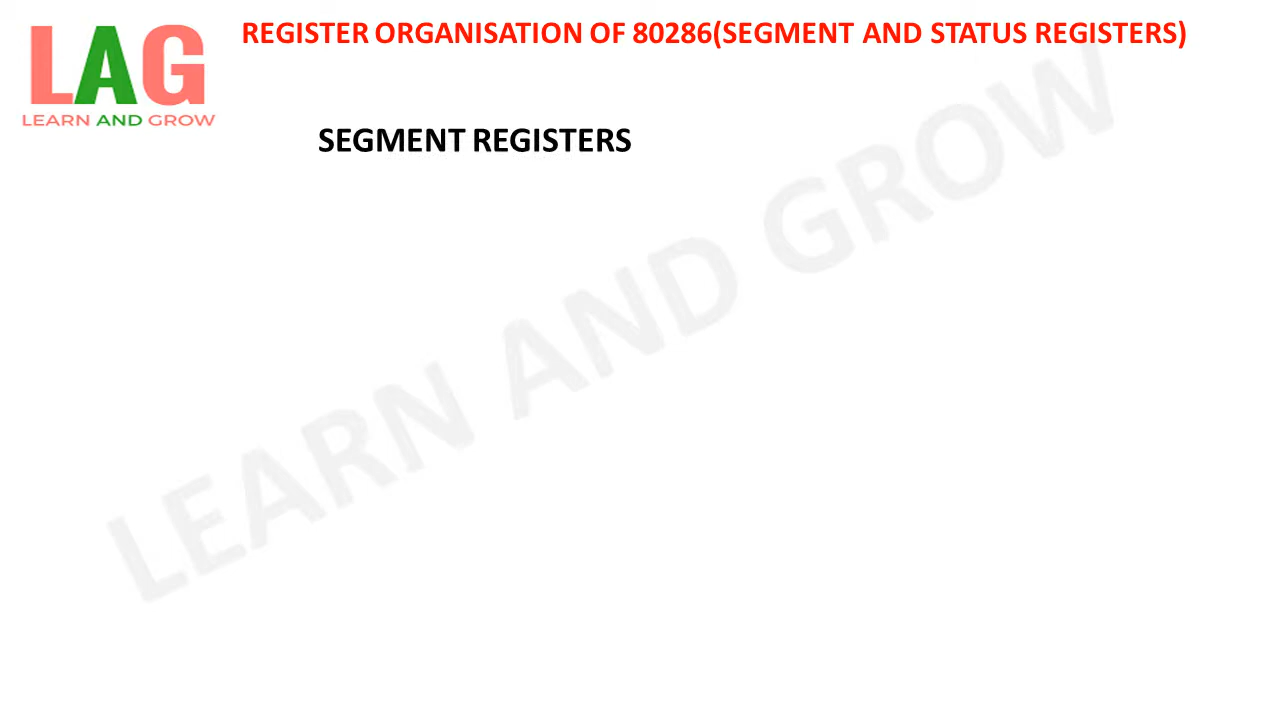 REGISTER ORGANISATION OF 80286(SEGMENT AND STATUS REGISTERS)
LAG
LEARN AND GROW
SEGMENT REGISTERS
LEARN AND GROW